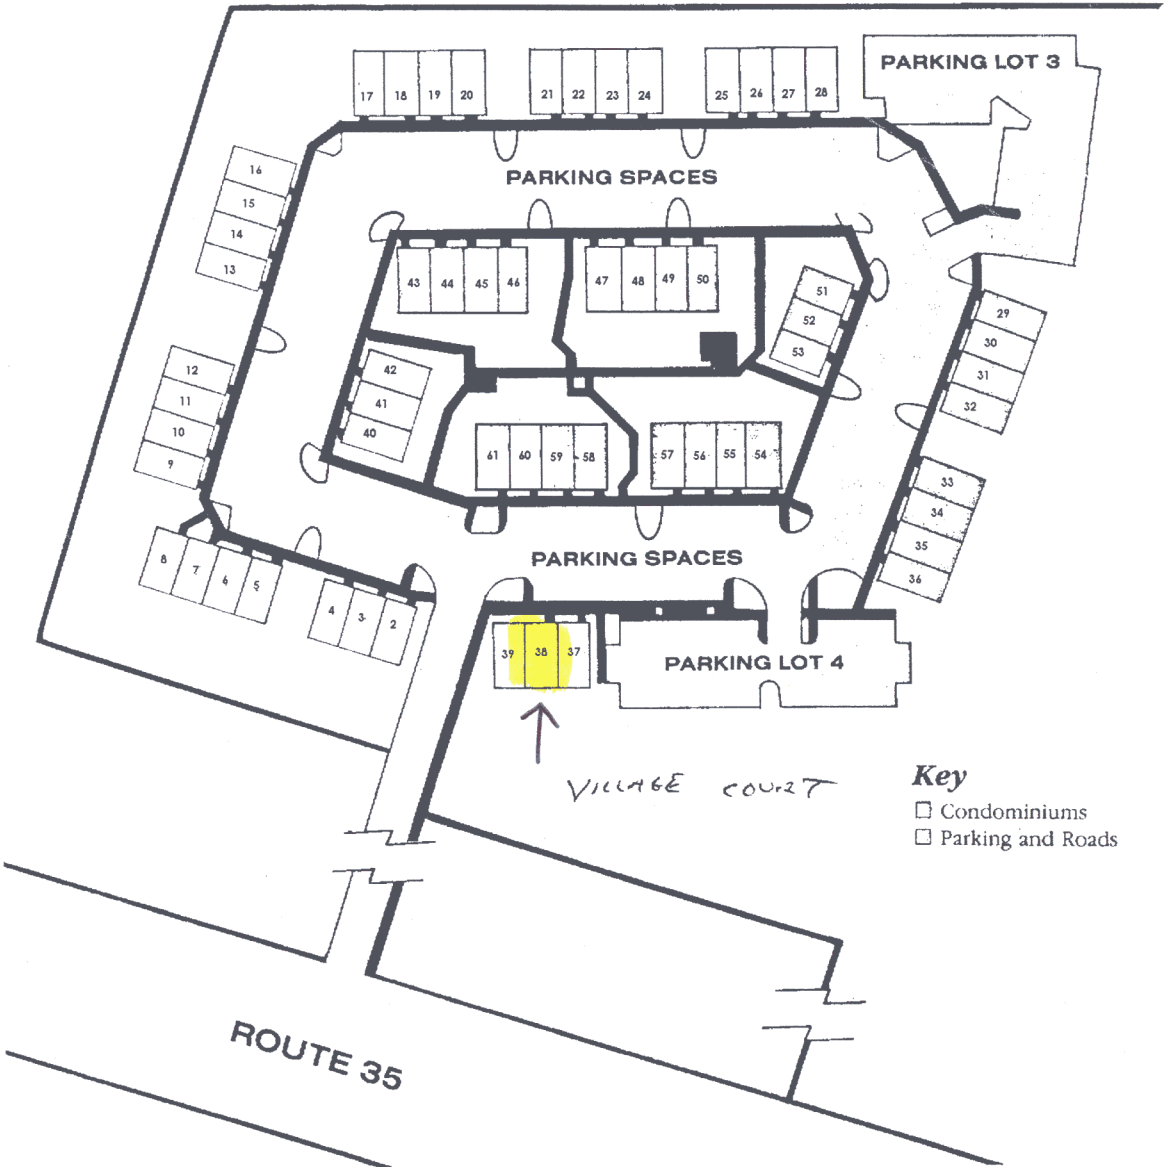 PARKING LOT 3
17 18 19 20
21 22 23 24
25 26 27 28
PARKING SPACES
16
15
14
13
43 44 45 46
47 48 49 50
51
52
53
29
30
31
32
12
11
10
9
42
41
40
61 60 59 58
57 56 55 54
33
34
35
36
PARKING SPACES
8 7 4 5
4 3 2
39 38 37
PARKING LOT 4
VILLAGE COURT
Key
Condominiums
Parking and Roads
ROUTE 35